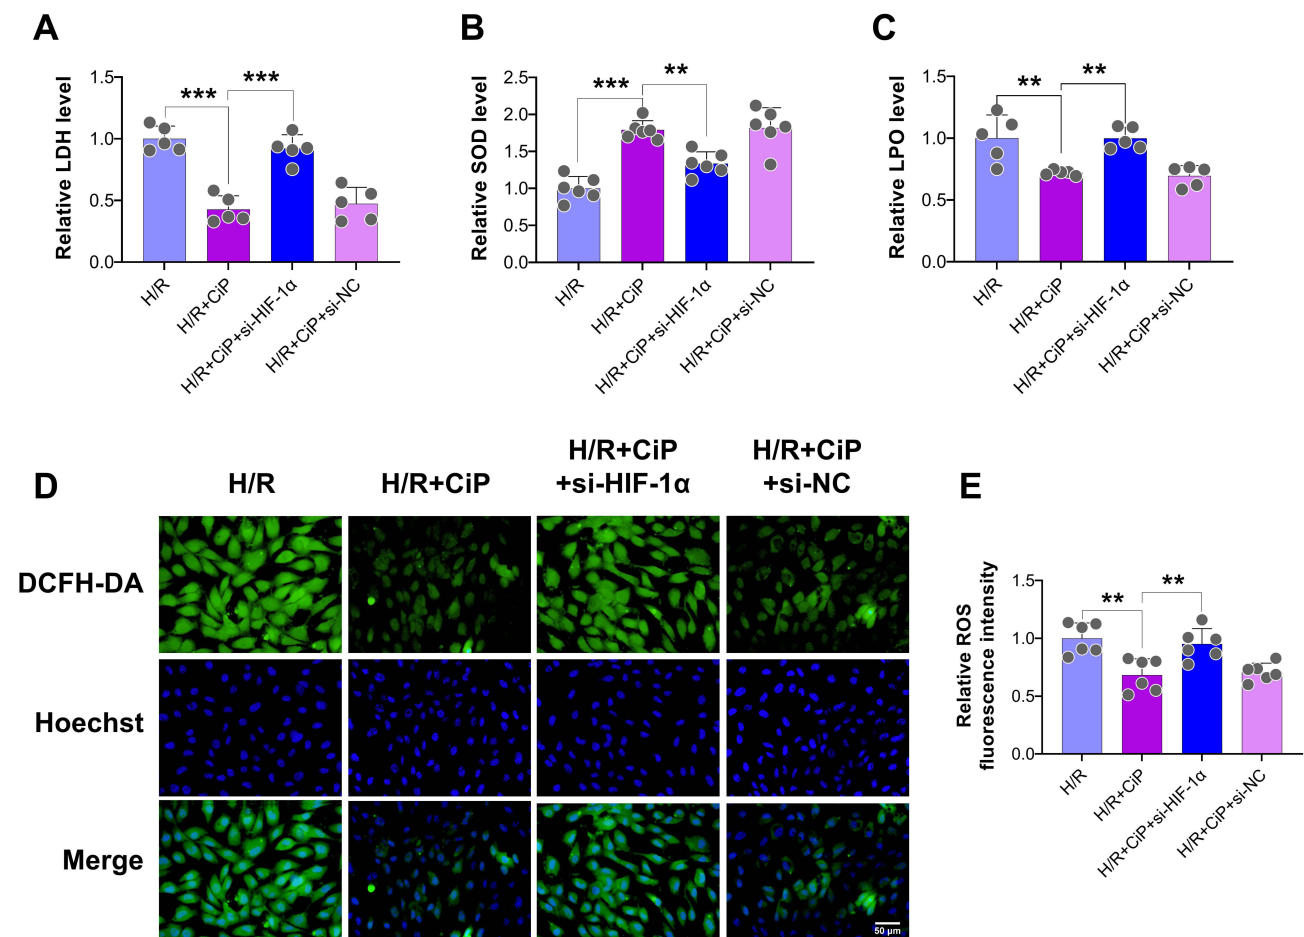 A
Relative LDH level
1.5
1.0
0.5
0.0
***
***
H/R
H/R+CiP
H/R+CiP+si-HIF-1α
H/R+CiP+si-NC
B
Relative SOD level
2.5
2.0
1.5
1.0
0.5
0.0
***
**
H/R
H/R+CiP
H/R+CiP+si-HIF-1α
H/R+CiP+si-NC
C
Relative LPO level
1.5
1.0
0.5
0.0
**
**
H/R
H/R+CiP
H/R+CiP+si-HIF-1α
H/R+CiP+si-NC
D
H/R
H/R+CiP
H/R+CiP
+si-HIF-1α
H/R+CiP
+si-NC
DCFH-DA
Hoechst
Merge
50 μm
E
Relative ROS
fluorescence intensity
1.5
1.0
0.5
0.0
**
**
H/R
H/R+CiP
H/R+CiP+si-HIF-1α
H/R+CiP+si-NC